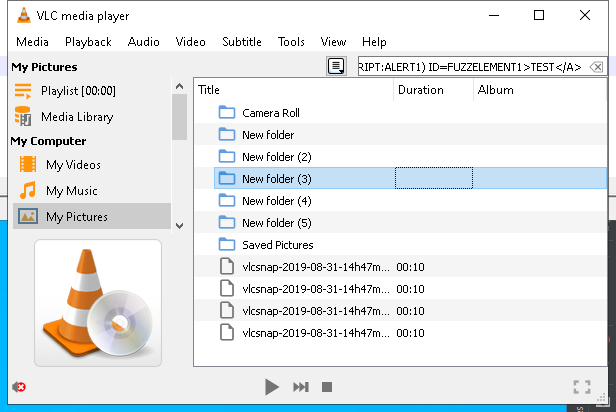 VLC media player
Media Playback Audio Video Subtitle Tools View Help
My Pictures
RIPT:ALERT1) ID=FUZZELEMENT1>TEST</A>
Playlist [00:00]
Media Library
My Computer
My Videos
My Music
My Pictures
Title Duration Album
Camera Roll
New folder
New folder (2)
New folder (3)
New folder (4)
New folder (5)
Saved Pictures
vlcsnap-2019-08-31-14h47m... 00:10
vlcsnap-2019-08-31-14h47m... 00:10
vlcsnap-2019-08-31-14h47m... 00:10
vlcsnap-2019-08-31-14h47m... 00:10